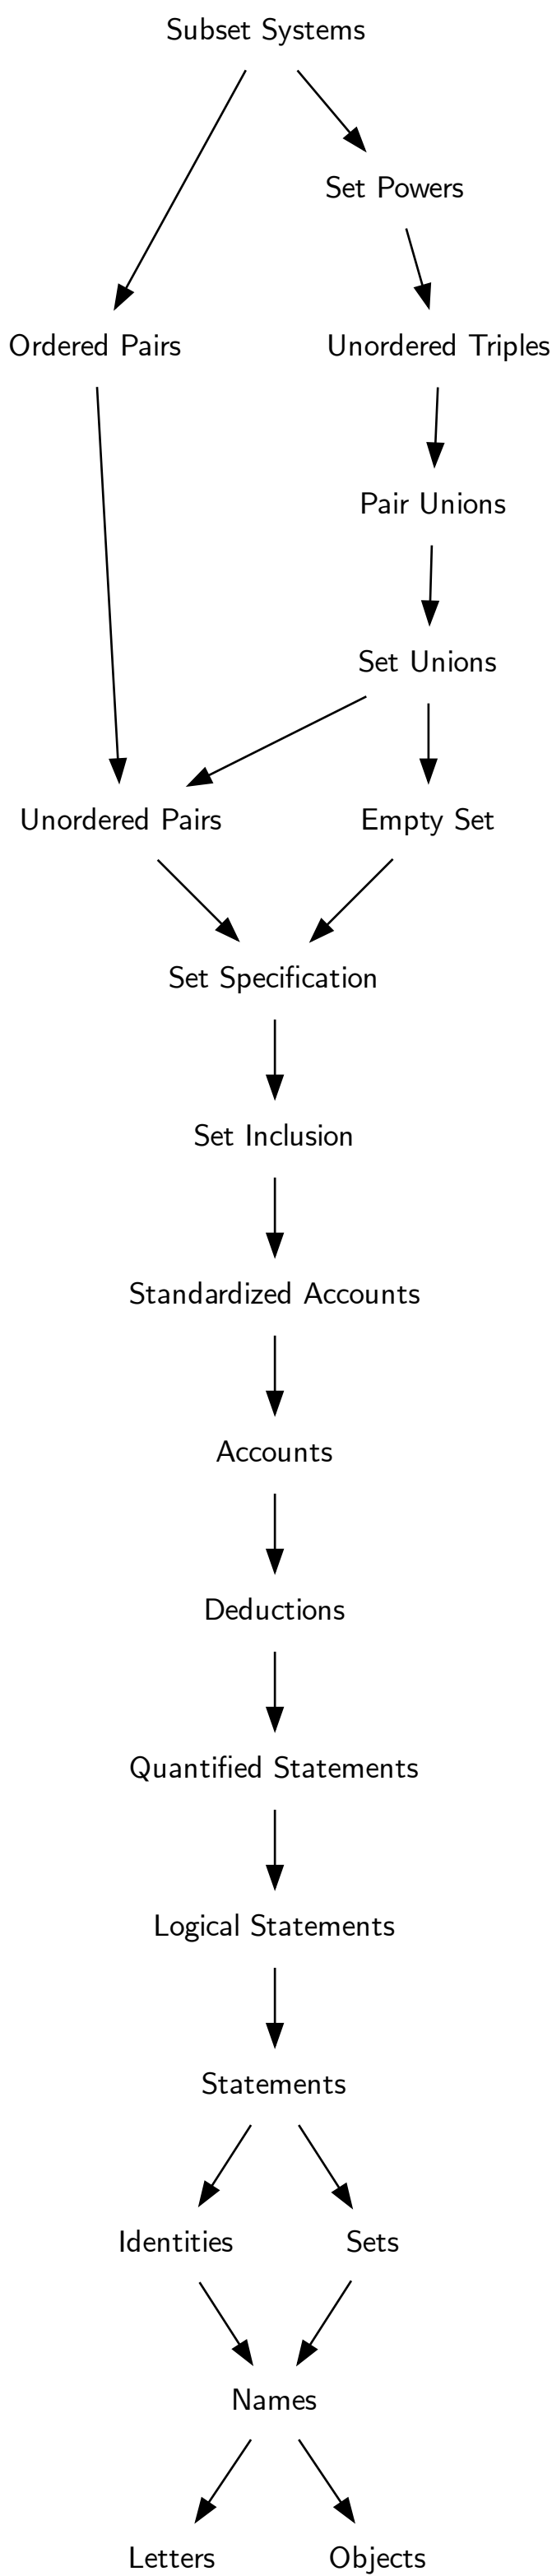 Subset Systems
Set Powers
Ordered Pairs
Unordered Triples
Pair Unions
Set Unions
Unordered Pairs
Empty Set
Set Specification
Set Inclusion
Standardized Accounts
Accounts
Deductions
Quantified Statements
Logical Statements
Statements
Identities
Sets
Names
Letters
Objects